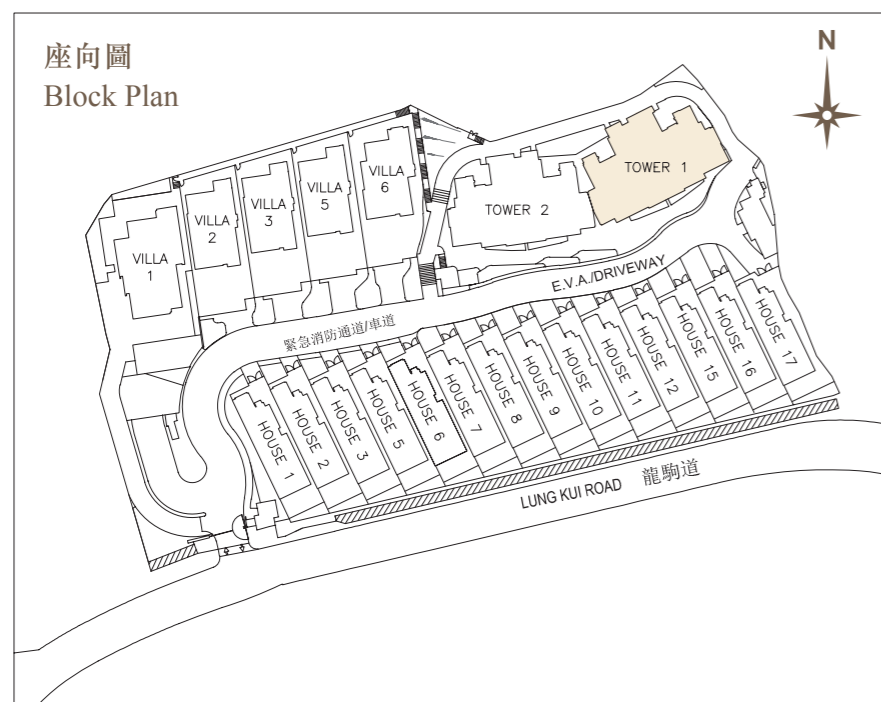 座向圖
Block Plan
N
VILLA 1
VILLA 2
VILLA 3
VILLA 5
VILLA 6
TOWER 2
TOWER 1
E.V.A./DRIVEWAY
緊急消防通道/車道
HOUSE 1
HOUSE 2
HOUSE 3
HOUSE 5
HOUSE 6
HOUSE 7
HOUSE 8
HOUSE 9
HOUSE 10
HOUSE 11
HOUSE 12
HOUSE 15
HOUSE 16
HOUSE 17
LUNG KUI ROAD 龍駒道